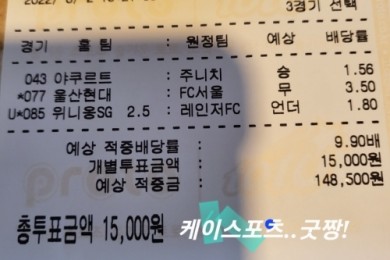 3경기 선택
경기 홈 팀 : 원정팀 예상 배당률
043 야쿠르트 : 주니치 승 1.56
*077 울산현대 : FC서울 무 3.50
U*085 위니옹SG 2.5 : 레인저FC 언더 1.80
예상 적중배당률 : 9.90배
개별투표금액 : 15,000원
예상 적중금 : 148,500원
총투표금액 15,000원
케이스포츠..굿짱!